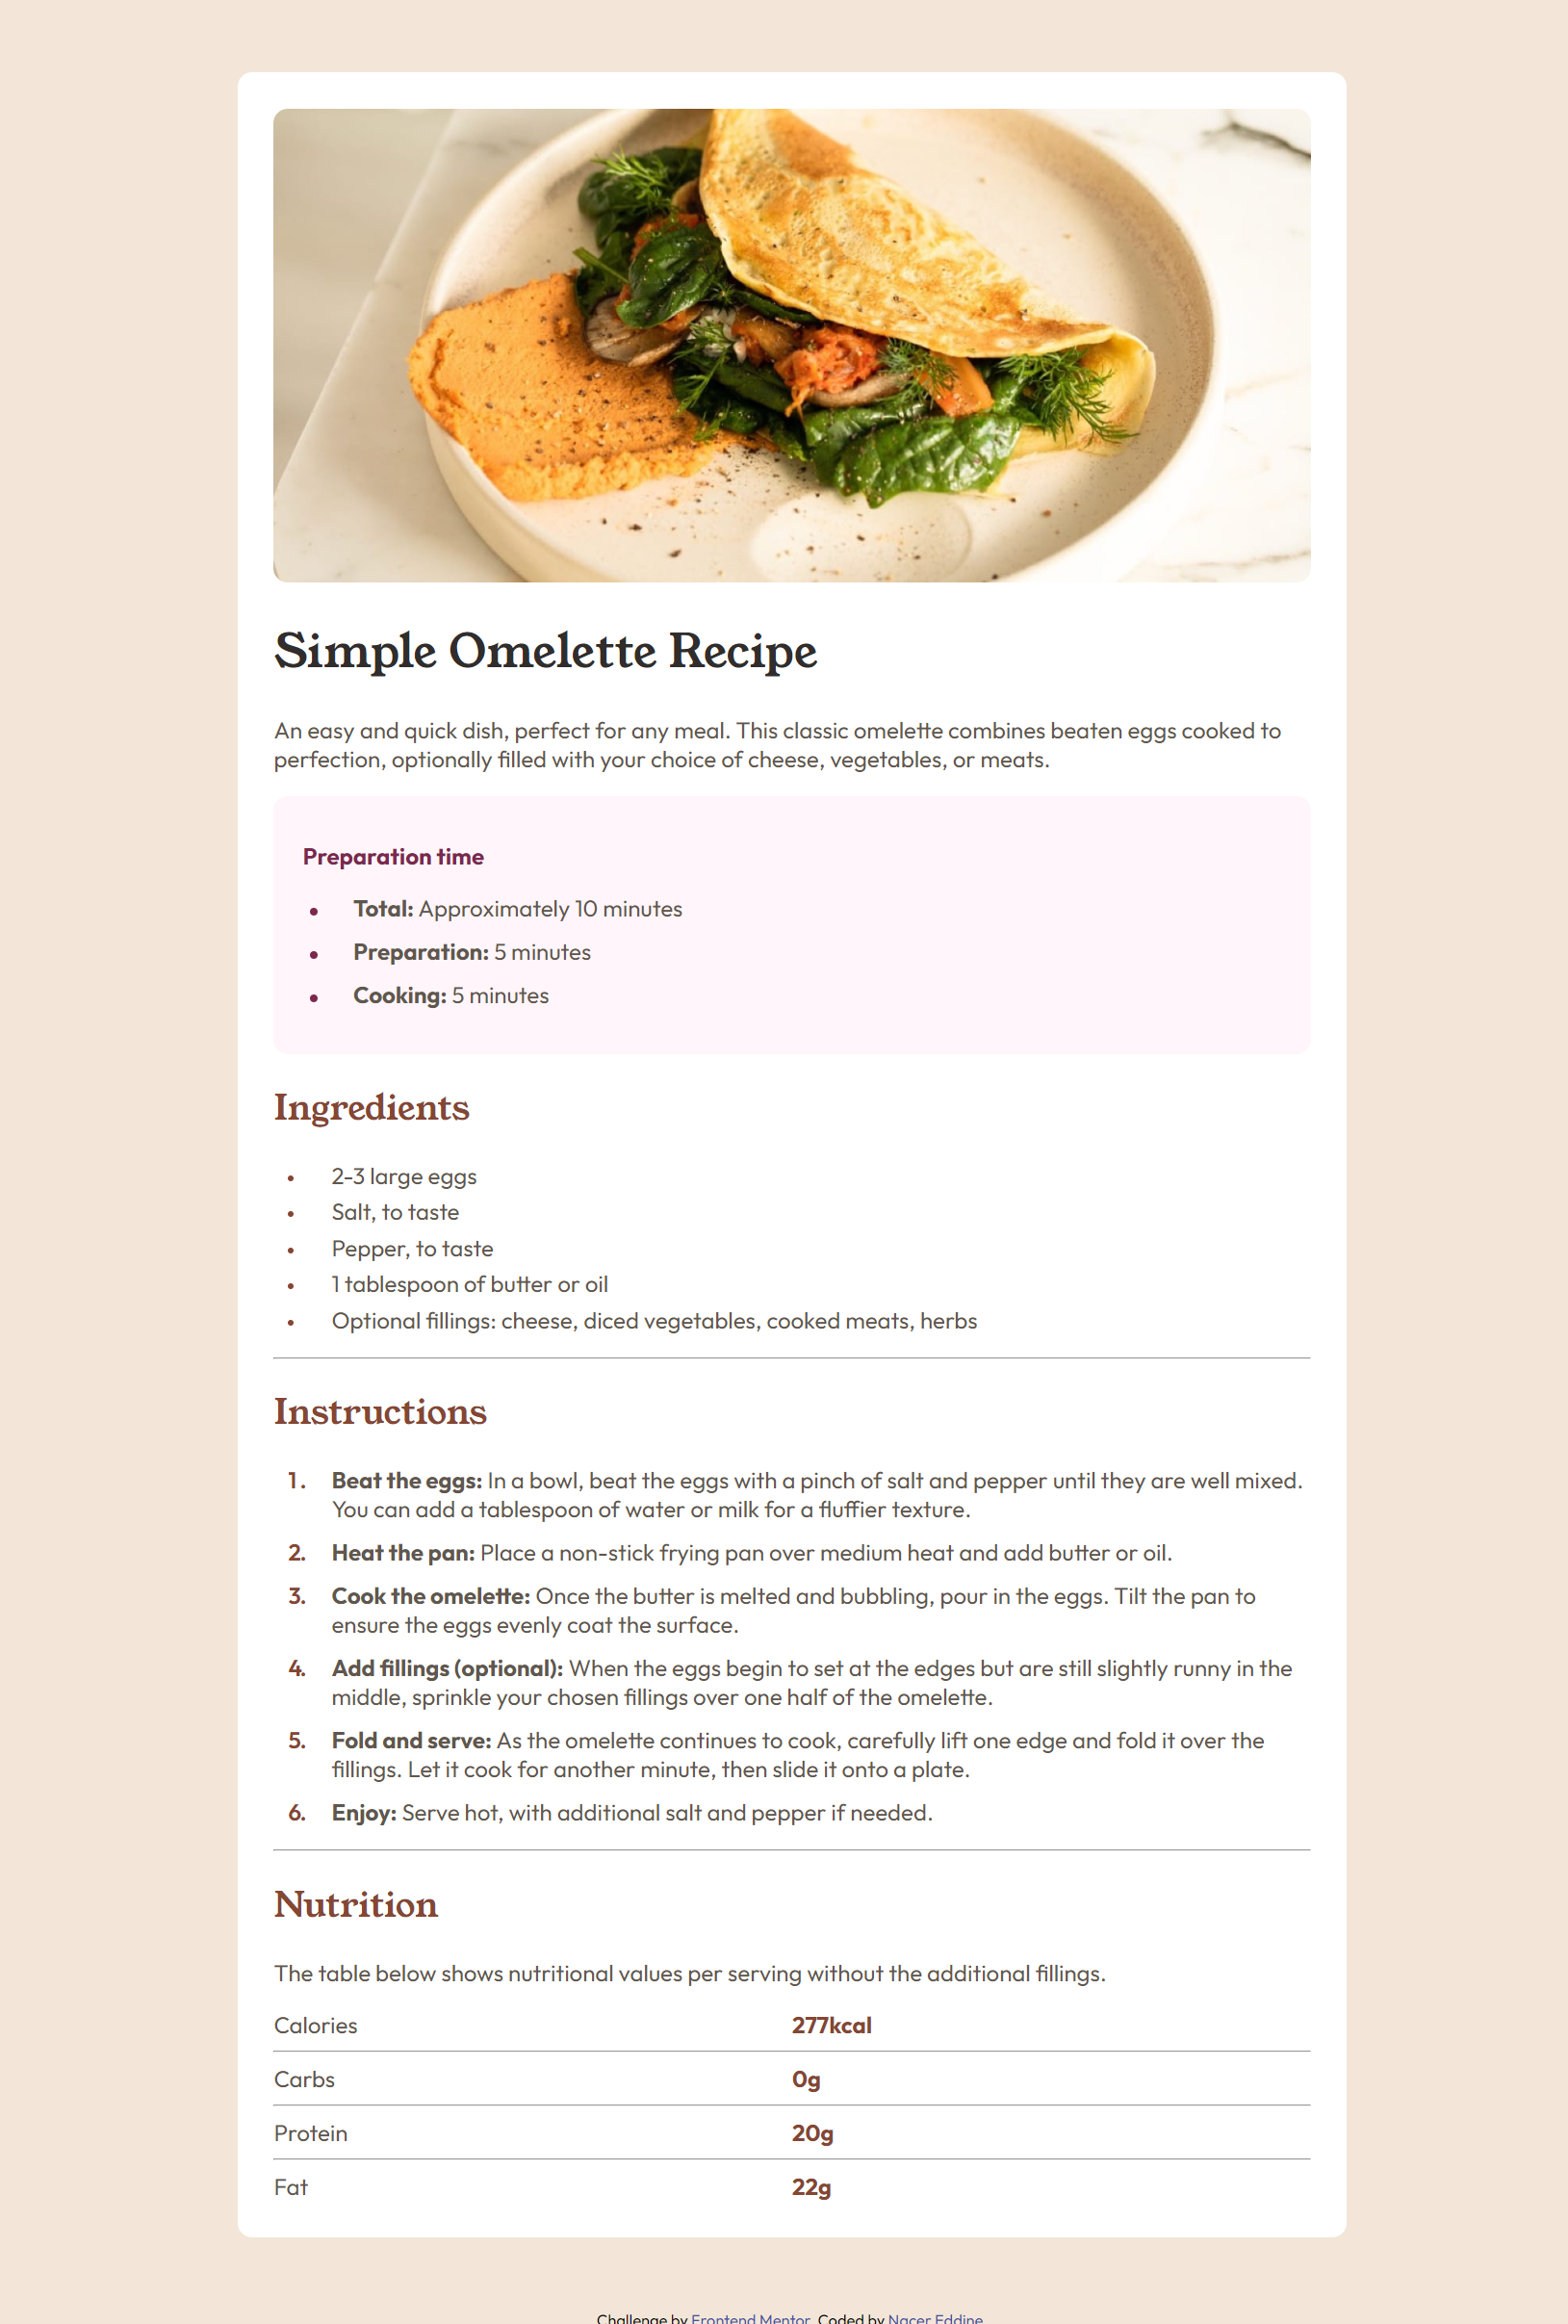 Simple Omelette Recipe
An easy and quick dish, perfect for any meal. This classic omelette combines beaten eggs cooked to
perfection, optionally filled with your choice of cheese, vegetables, or meats.
Preparation time
• Total: Approximately 10 minutes
• Preparation: 5 minutes
• Cooking: 5 minutes
Ingredients
• 2-3 large eggs
• Salt, to taste
• Pepper, to taste
• 1 tablespoon of butter or oil
• Optional fillings: cheese, diced vegetables, cooked meats, herbs
Instructions
1. Beat the eggs: In a bowl, beat the eggs with a pinch of salt and pepper until they are well mixed.
You can add a tablespoon of water or milk for a fluffier texture.
2. Heat the pan: Place a non-stick frying pan over medium heat and add butter or oil.
3. Cook the omelette: Once the butter is melted and bubbling, pour in the eggs. Tilt the pan to
ensure the eggs evenly coat the surface.
4. Add fillings (optional): When the eggs begin to set at the edges but are still slightly runny in the
middle, sprinkle your chosen fillings over one half of the omelette.
5. Fold and serve: As the omelette continues to cook, carefully lift one edge and fold it over the
fillings. Let it cook for another minute, then slide it onto a plate.
6. Enjoy: Serve hot, with additional salt and pepper if needed.
Nutrition
The table below shows nutritional values per serving without the additional fillings.
Calories 277kcal
Carbs 0g
Protein 20g
Fat 22g
Challenge by Frontend Mentor. Coded by Nacer Eddine.